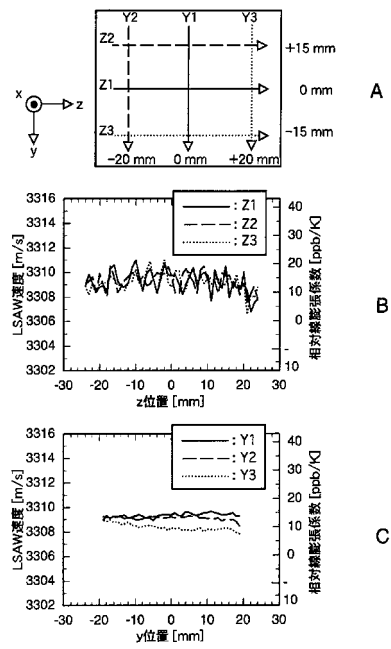 Y2 Y1 Y3
Z2 +15 mm
Z1 0 mm
Z3 -15 mm
-20 mm 0 mm +20 mm
x
z
y
A
LSAW速度 [m/s]
3316
3314
3312
3310
3308
3306
3304
3302
: Z1
: Z2
: Z3
40
30
20
10
0
-10
相対線膨張係数 [ppb/K]
-30 -20 -10 0 10 20 30
z位置 [mm]
B
LSAW速度 [m/s]
3316
3314
3312
3310
3308
3306
3304
3302
: Y1
: Y2
: Y3
40
30
20
10
0
-10
相対線膨張係数 [ppb/K]
-30 -20 -10 0 10 20 30
y位置 [mm]
C